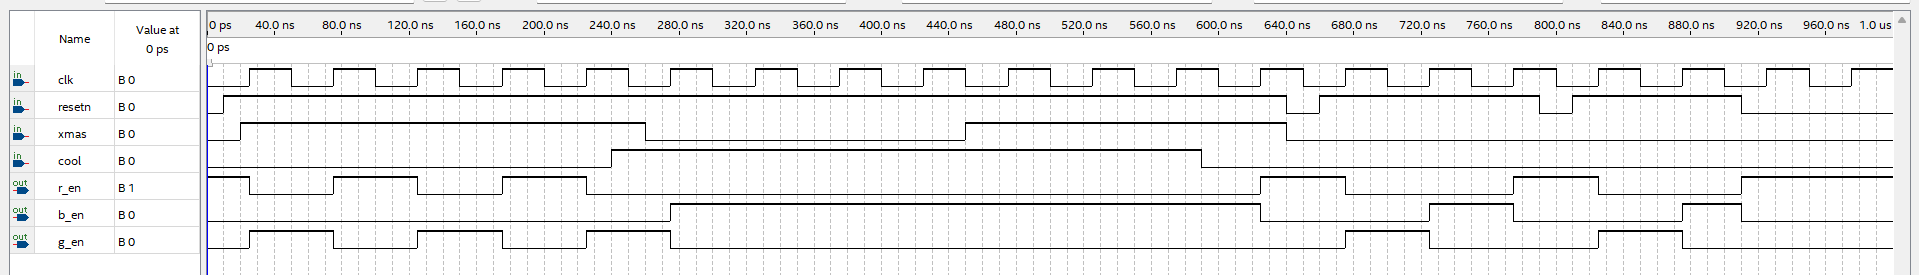 Name Value at 0 ps
0 ps 40.0 ns 80.0 ns 120.0 ns 160.0 ns 200.0 ns 240.0 ns 280.0 ns 320.0 ns 360.0 ns 400.0 ns 440.0 ns 480.0 ns 520.0 ns 560.0 ns 600.0 ns 640.0 ns 680.0 ns 720.0 ns 760.0 ns 800.0 ns 840.0 ns 880.0 ns 920.0 ns 960.0 ns 1.0 us
0 ps
in clk B 0
in resetn B 0
in xmas B 0
in cool B 0
out r_en B 1
out b_en B 0
out g_en B 0